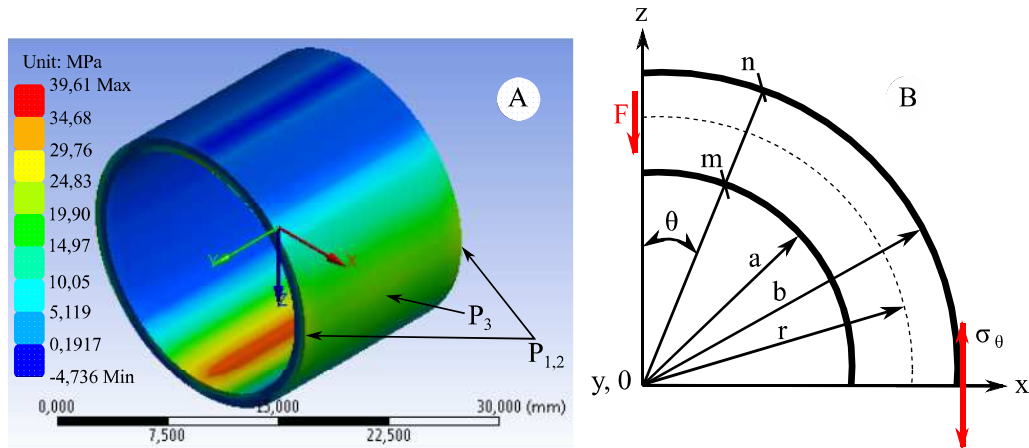 Unit: MPa
39,61 Max
34,68
29,76
24,83
19,90
14,97
10,05
5,119
0,1917
-4,736 Min
A
Y
X
Z
P3
P1,2
0,000
15,000
30,000 (mm)
7,500
22,500
z
n
B
F
m
θ
a
b
r
σθ
y, 0
x